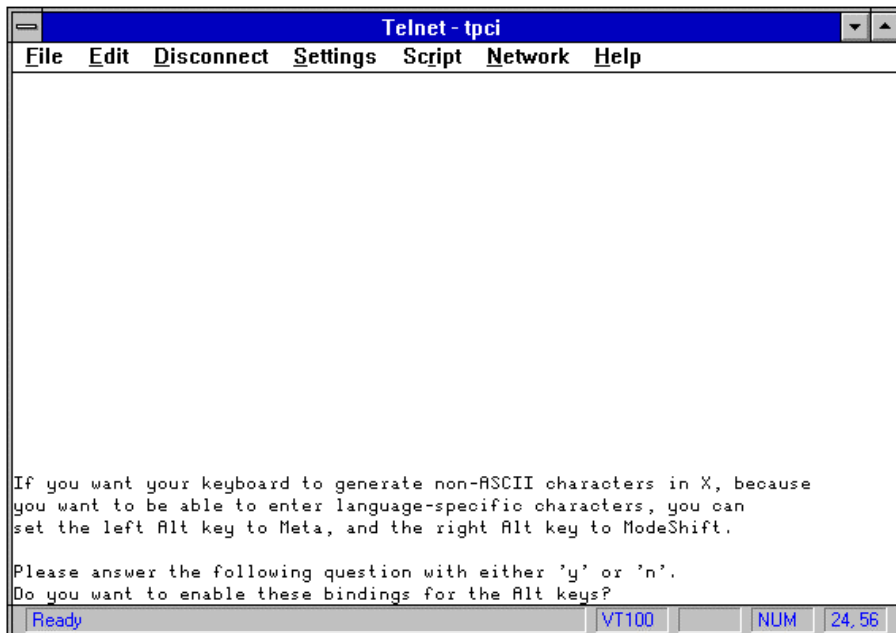 Telnet - tpci
File Edit Disconnect Settings Script Network Help
If you want your keyboard to generate non-ASCII characters in X, because
you want to be able to enter language-specific characters, you can
set the left Alt key to Meta, and the right Alt key to ModeShift.
Please answer the following question with either 'y' or 'n'.
Do you want to enable these bindings for the Alt keys?
Ready VT100 NUM 24, 56